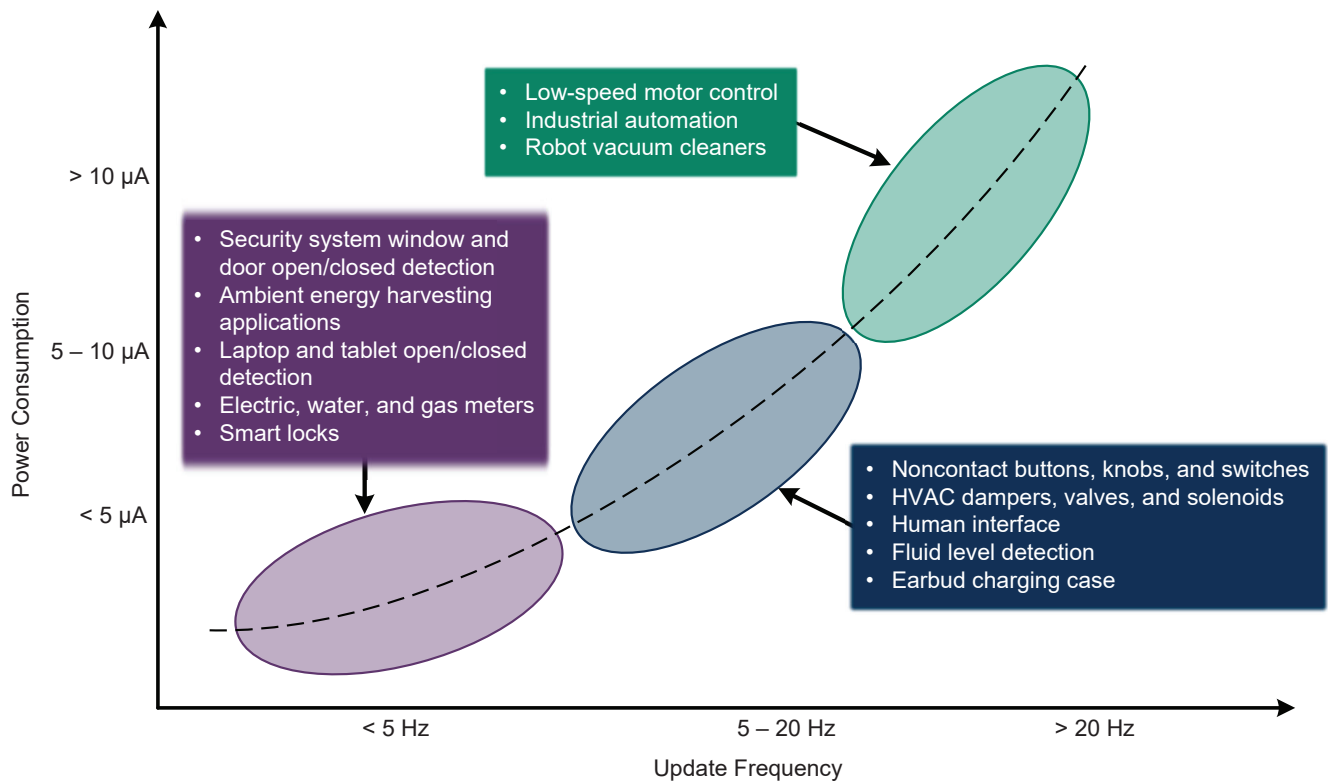 • Low-speed motor control
• Industrial automation
• Robot vacuum cleaners
> 10 µA
• Security system window and
door open/closed detection
• Ambient energy harvesting
applications
• Laptop and tablet open/closed
detection
• Electric, water, and gas meters
• Smart locks
5 – 10 µA
Power Consumption
< 5 µA
• Noncontact buttons, knobs, and switches
• HVAC dampers, valves, and solenoids
• Human interface
• Fluid level detection
• Earbud charging case
< 5 Hz
5 – 20 Hz
> 20 Hz
Update Frequency